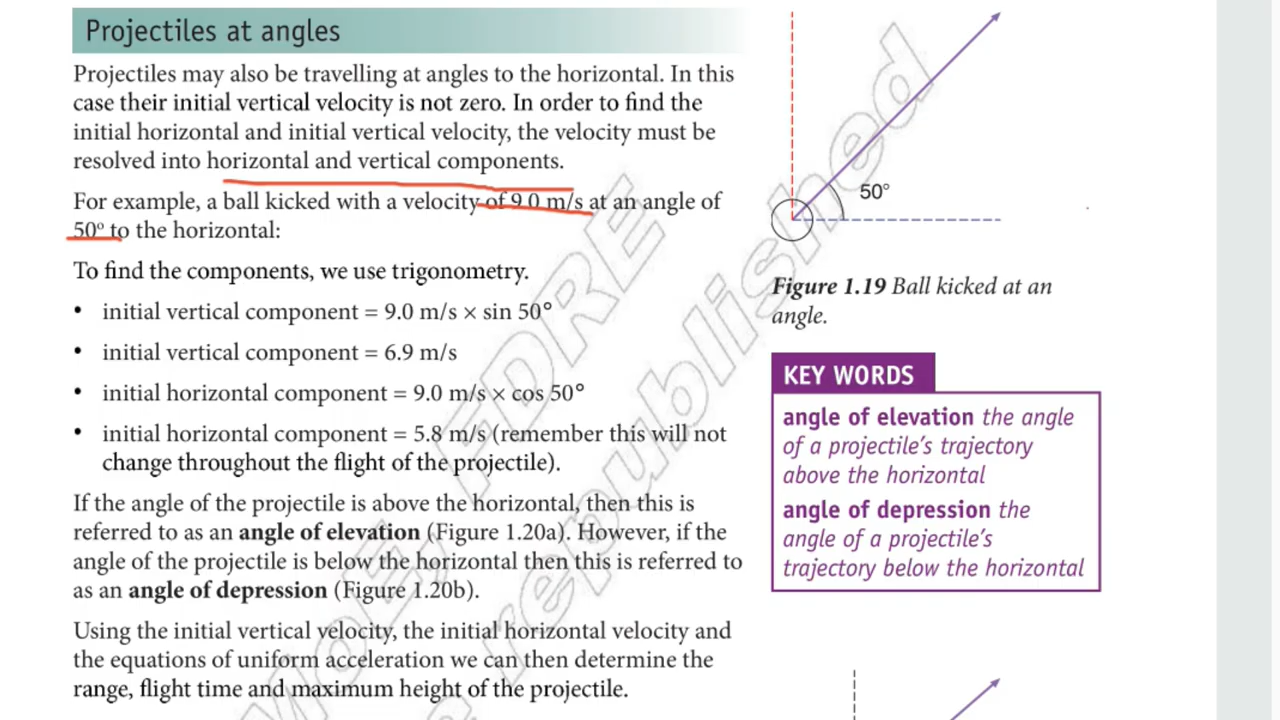 Projectiles at angles
Projectiles may also be travelling at angles to the horizontal. In this
case their initial vertical velocity is not zero. In order to find the
initial horizontal and initial vertical velocity, the velocity must be
resolved into horizontal and vertical components.
For example, a ball kicked with a velocity of 9.0 m/s at an angle of
50° to the horizontal:
To find the components, we use trigonometry.
• initial vertical component = 9.0 m/s × sin 50°
• initial vertical component = 6.9 m/s
• initial horizontal component = 9.0 m/s × cos 50°
• initial horizontal component = 5.8 m/s (remember this will not
change throughout the flight of the projectile).
If the angle of the projectile is above the horizontal, then this is
referred to as an angle of elevation (Figure 1.20a). However, if the
angle of the projectile is below the horizontal then this is referred to
as an angle of depression (Figure 1.20b).
Using the initial vertical velocity, the initial horizontal velocity and
the equations of uniform acceleration we can then determine the
range, flight time and maximum height of the projectile.
50°
Figure 1.19 Ball kicked at an
angle.
KEY WORDS
angle of elevation the angle
of a projectile's trajectory
above the horizontal
angle of depression the
angle of a projectile's
trajectory below the horizontal
MoE, FDRE
e republished